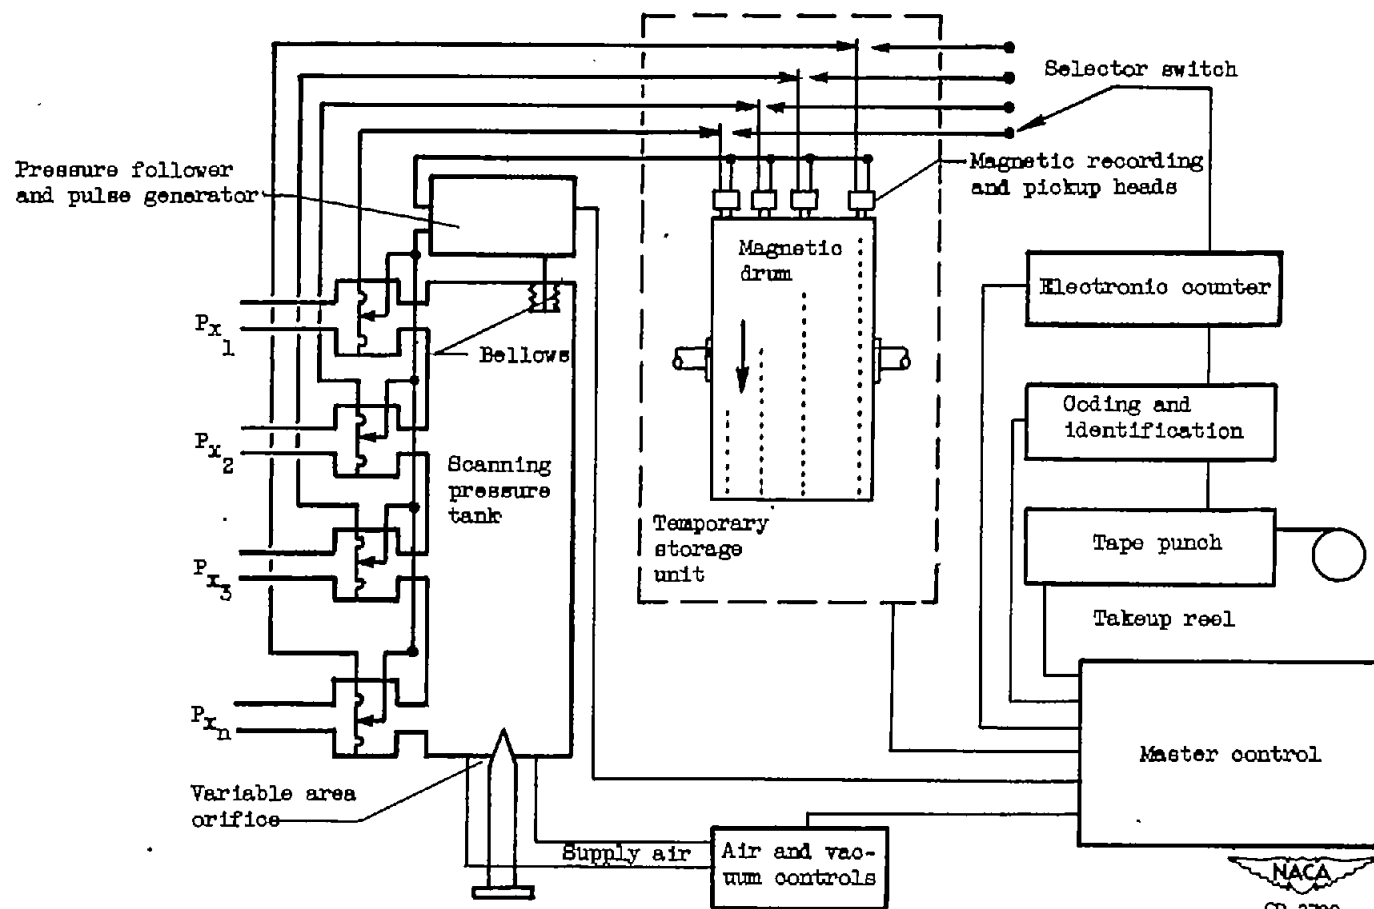 Selector switch
Pressure follower
and pulse generator
Magnetic recording
and pickup heads
Magnetic
drum
Electronic counter
Px1
Bellows
Coding and
identification
Px2
Scanning
pressure
tank
Temporary
storage
unit
Tape punch
Px3
Takeup reel
Pxn
Master control
Variable area
orifice
Supply air
Air and vac-
uum controls
NACA